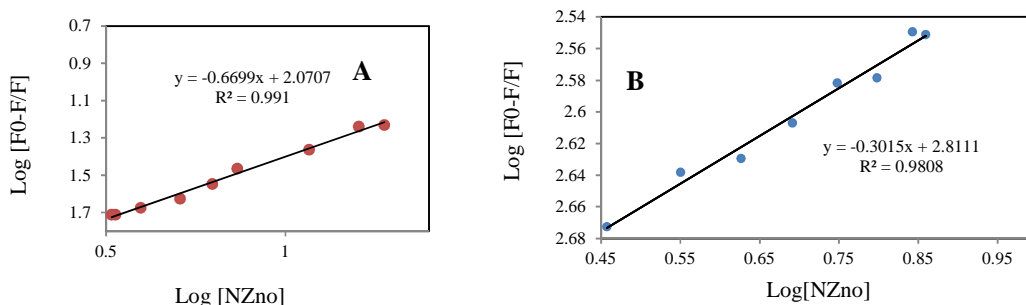 0.7
0.9
1.1
1.3
1.5
1.7
0.5
1
Log [F0-F/F]
Log [NZno]
y = -0.6699x + 2.0707
R² = 0.991
A
2.54
2.56
2.58
2.60
2.62
2.64
2.66
2.68
0.45
0.55
0.65
0.75
0.85
0.95
Log [F0-F/F]
Log[NZno]
B
y = -0.3015x + 2.8111
R² = 0.9808